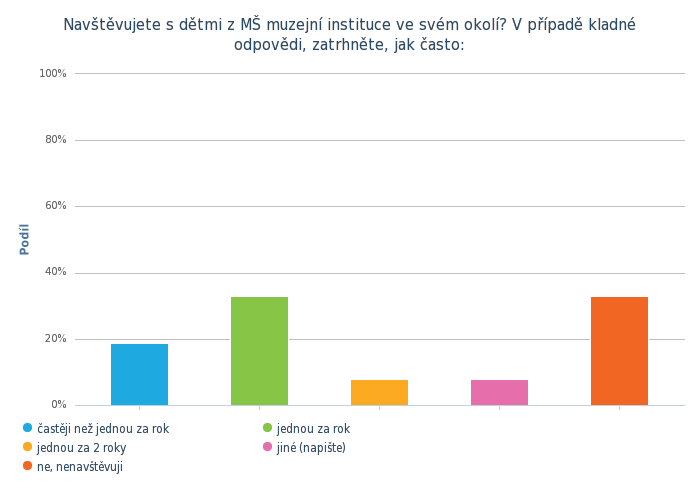 Navštěvujete s dětmi z MŠ muzejní instituce ve svém okolí? V případě kladné
odpovědi, zatrhněte, jak často:
100%
80%
60%
40%
20%
0%
Podíl
častěji než jednou za rok
jednou za rok
jednou za 2 roky
jiné (napište)
ne, nenavštěvuji